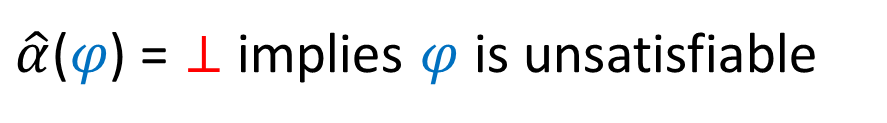 α̂(φ) = ⊥ implies φ is unsatisfiable